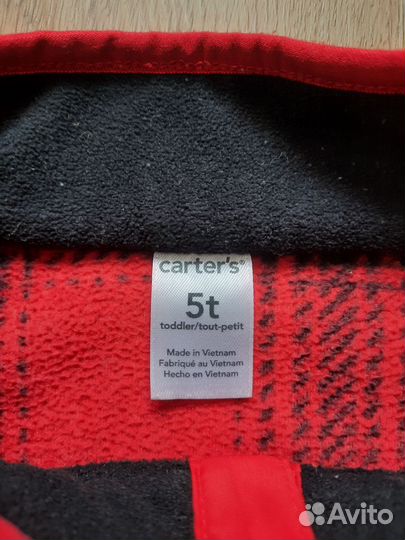 carter's®
5t
toddler/tout-petit
Made in Vietnam
Fabriqué au Vietnam
Hecho en Vietnam
Avito